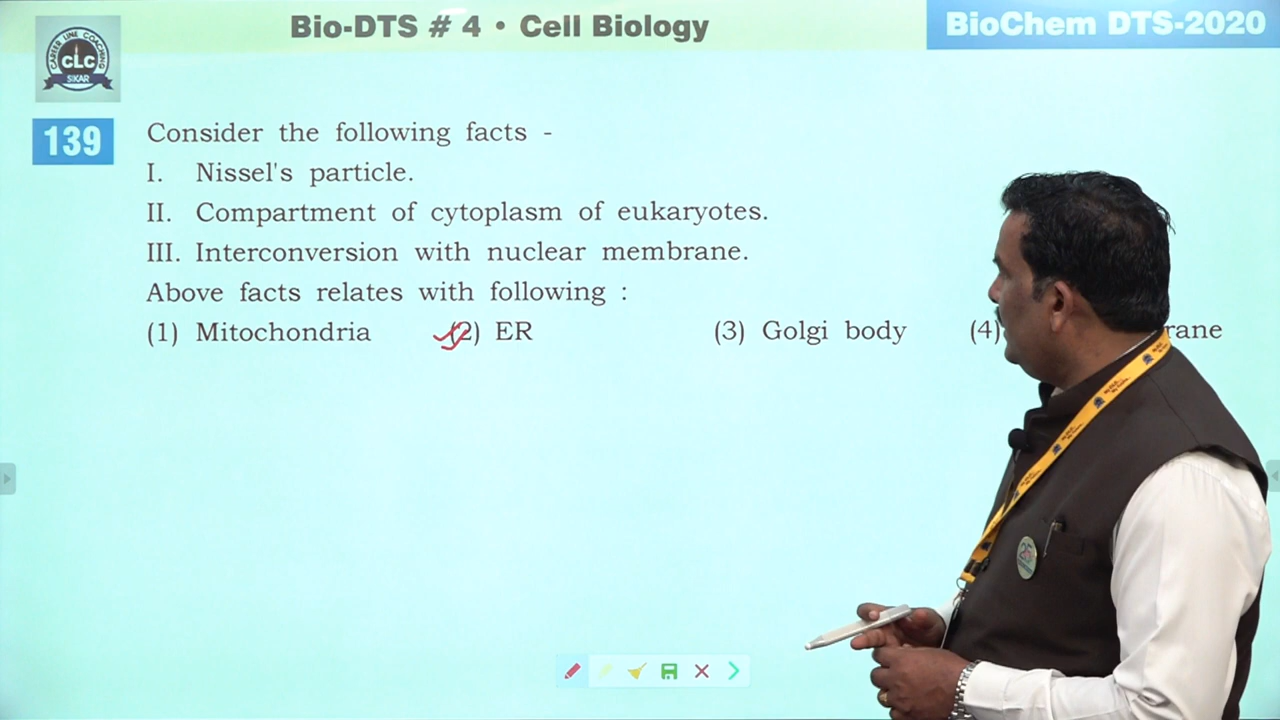 Bio-DTS # 4 • Cell Biology
BioChem DTS-2020
CAREER LINE COACHING
CLC
SIKAR
139
Consider the following facts -
I. Nissel's particle.
II. Compartment of cytoplasm of eukaryotes.
III. Interconversion with nuclear membrane.
Above facts relates with following :
(1) Mitochondria (2) ER (3) Golgi body (4)
25